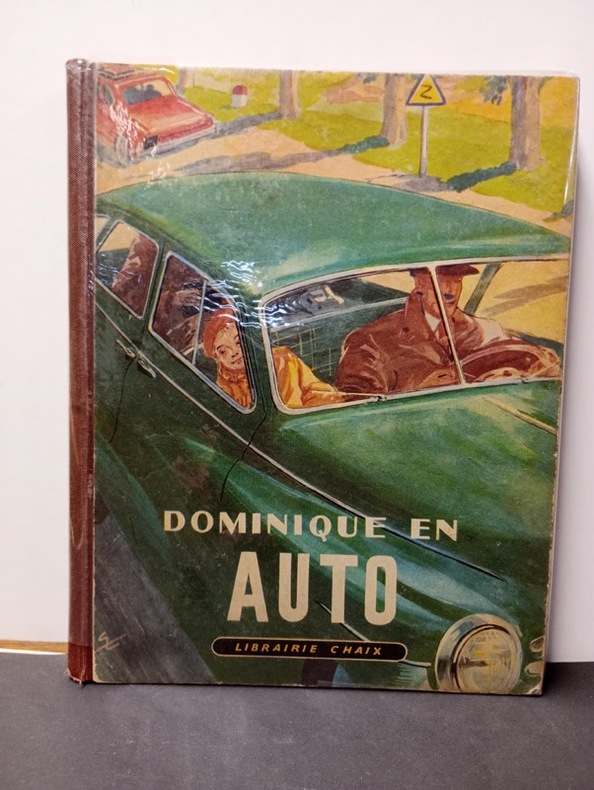 Z
DOMINIQUE EN
AUTO
LIBRAIRIE CHAIX